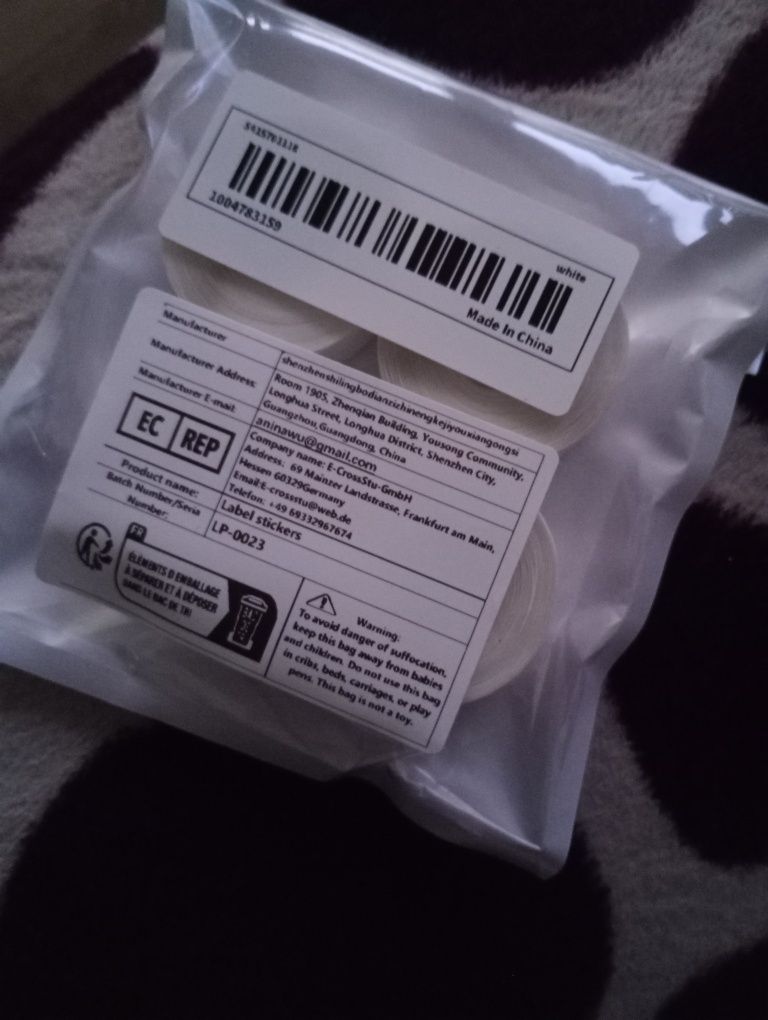 541578311R
1004783159
white
Made In China
Manufacturer
shenzhenshilingbodianzizhinengkejiyouxiangongsi
Manufacturer Address:
Room 1905, Zhenqian Building, Yousong Community,
Longhua Street, Longhua District, Shenzhen City,
Guangzhou,Guangdong, China
Manufacturer E-mail:
aninawu@gmail.com
EC REP
Company name: E-CrossStu-GmbH
Address: 69 Mainzer Landstrasse, Frankfurt am Main,
Hessen 60329Germany
Email:E-crossstu@web.de
Telefon: +49 69332967674
Product name:
Label stickers
Batch Number/Seria
Number:
LP-0023
FR
ÉLÉMENTS D'EMBALLAGE
À SÉPARER ET À DÉPOSER
DANS LE BAC DE TRI
Warning:
To avoid danger of suffocation,
keep this bag away from babies
and children. Do not use this bag
in cribs, beds, carriages, or play
pens. This bag is not a toy.